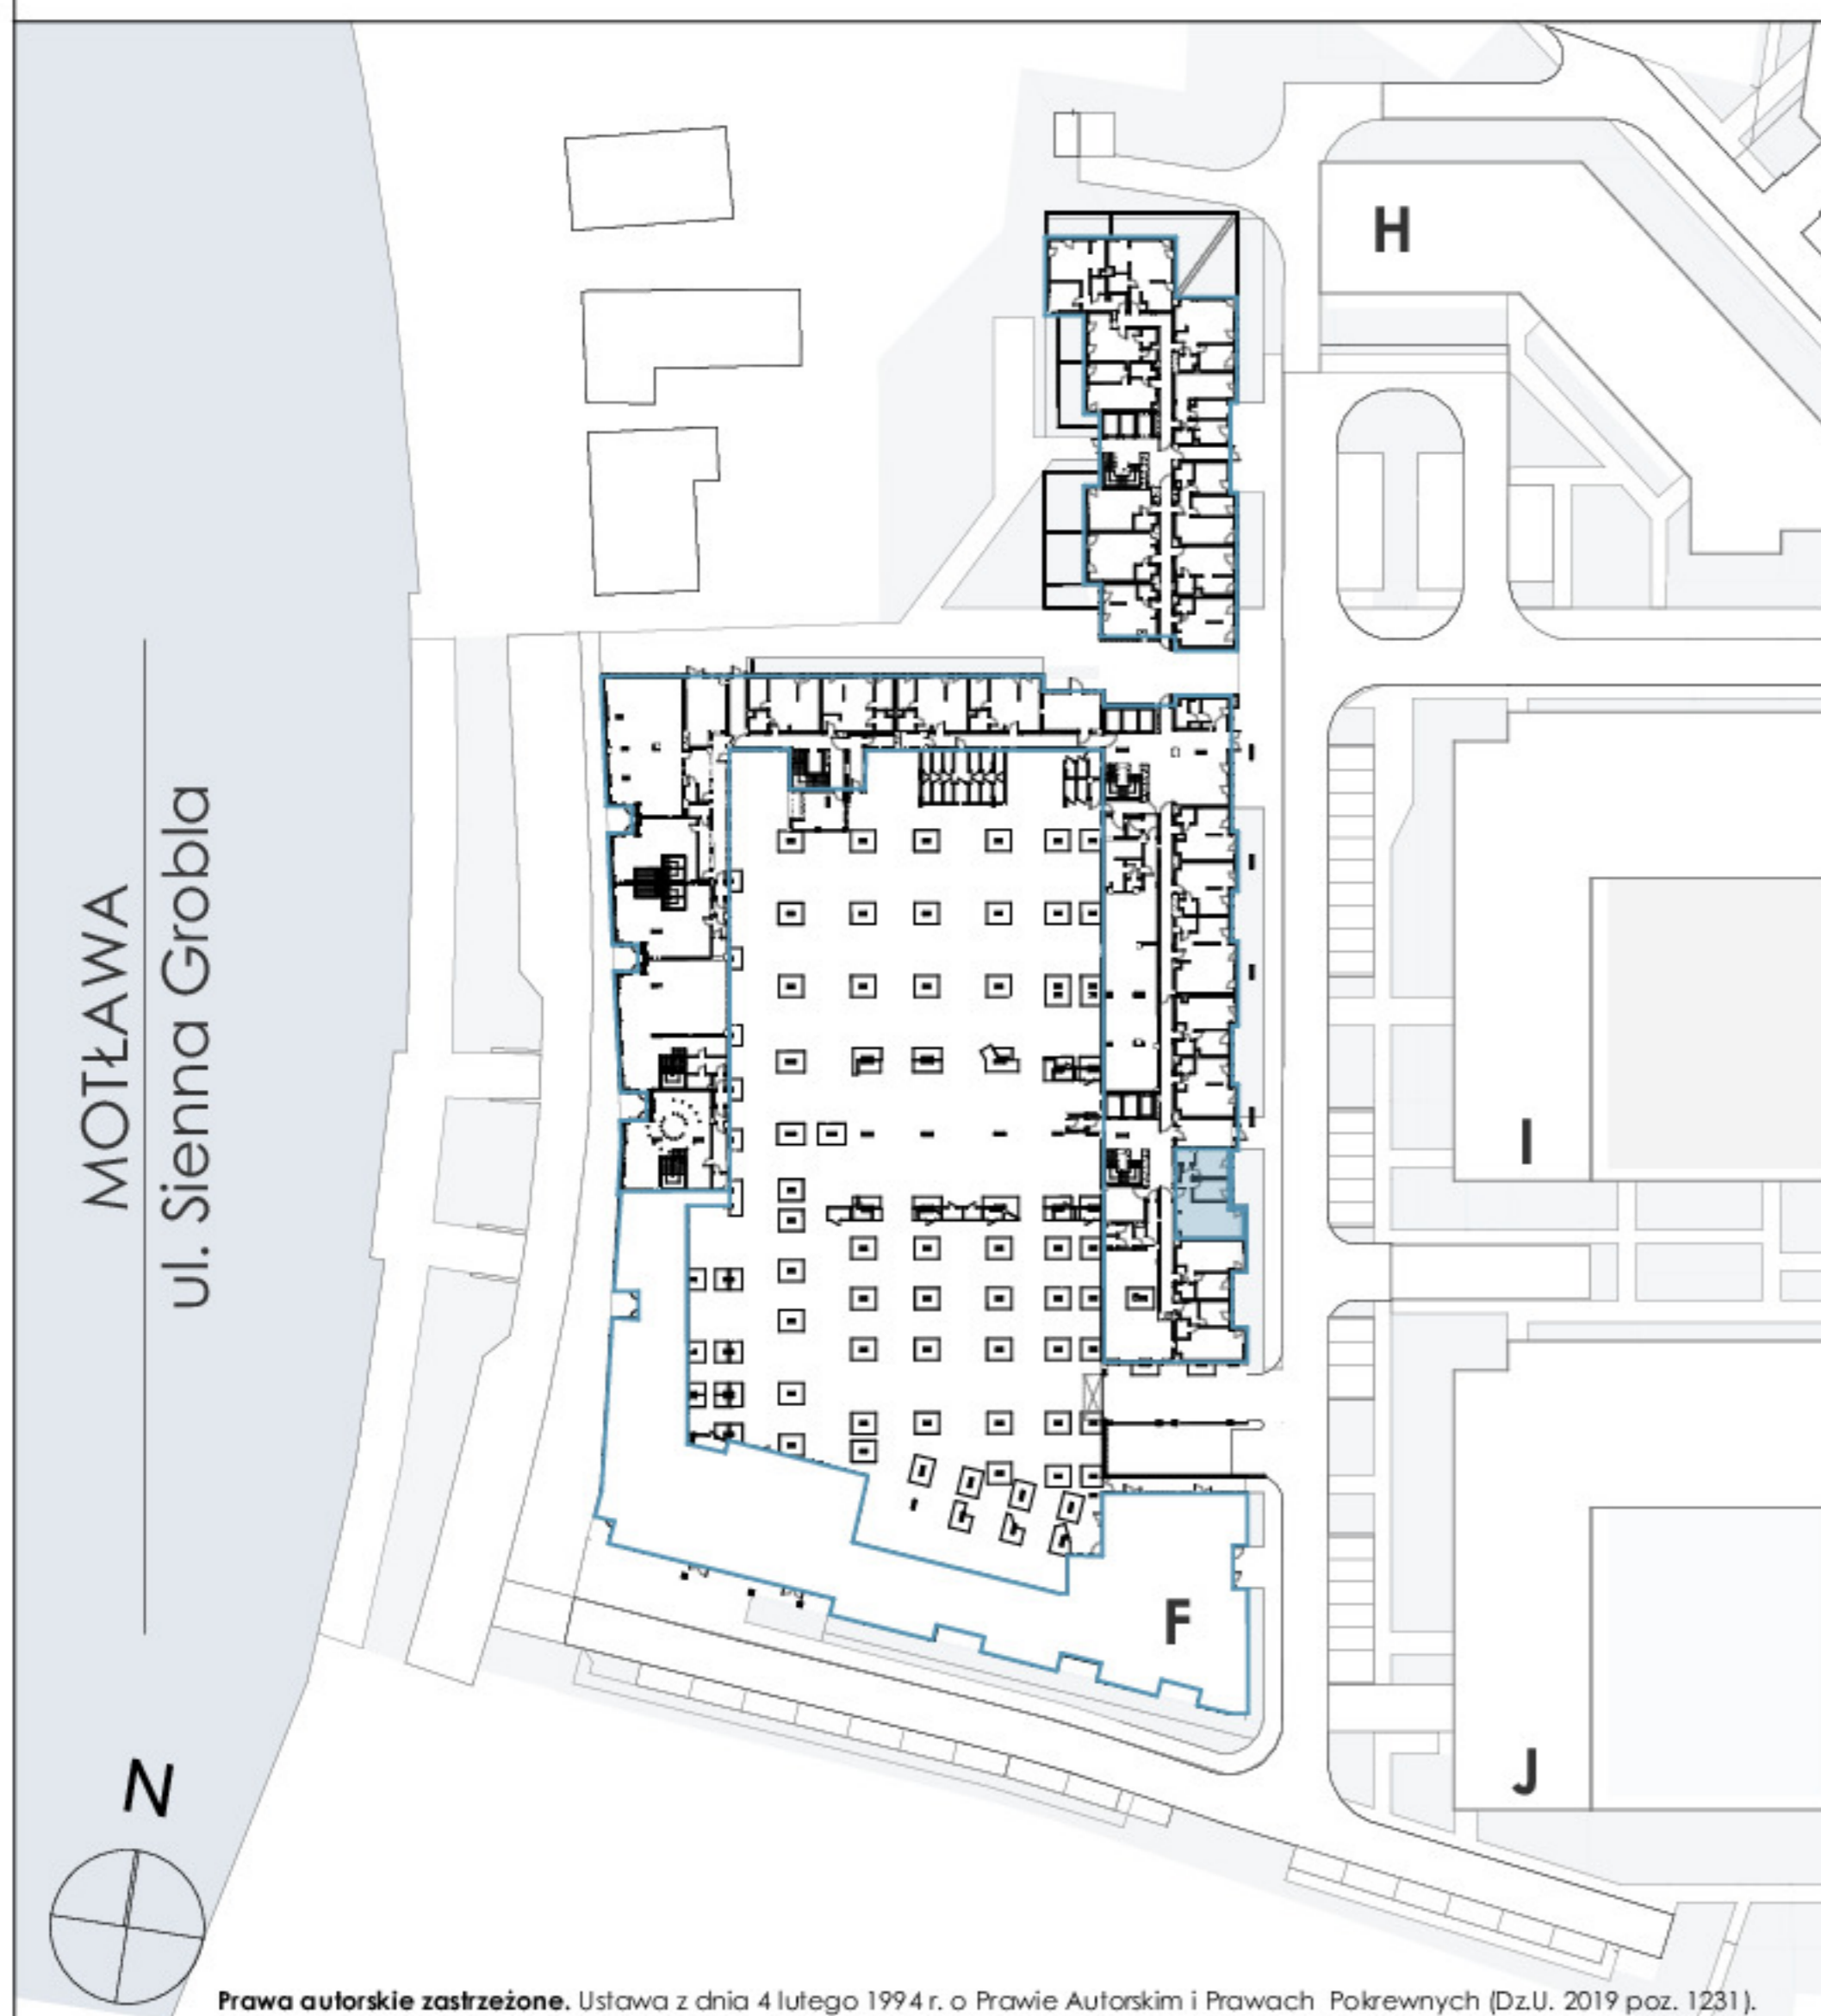 H
MOTŁAWA
ul. Sienna Grobla
I
F
J
N
Prawa autorskie zastrzeżone. Ustawa z dnia 4 lutego 1994 r. o Prawie Autorskim i Prawach Pokrewnych (Dz.U. 2019 poz. 1231).